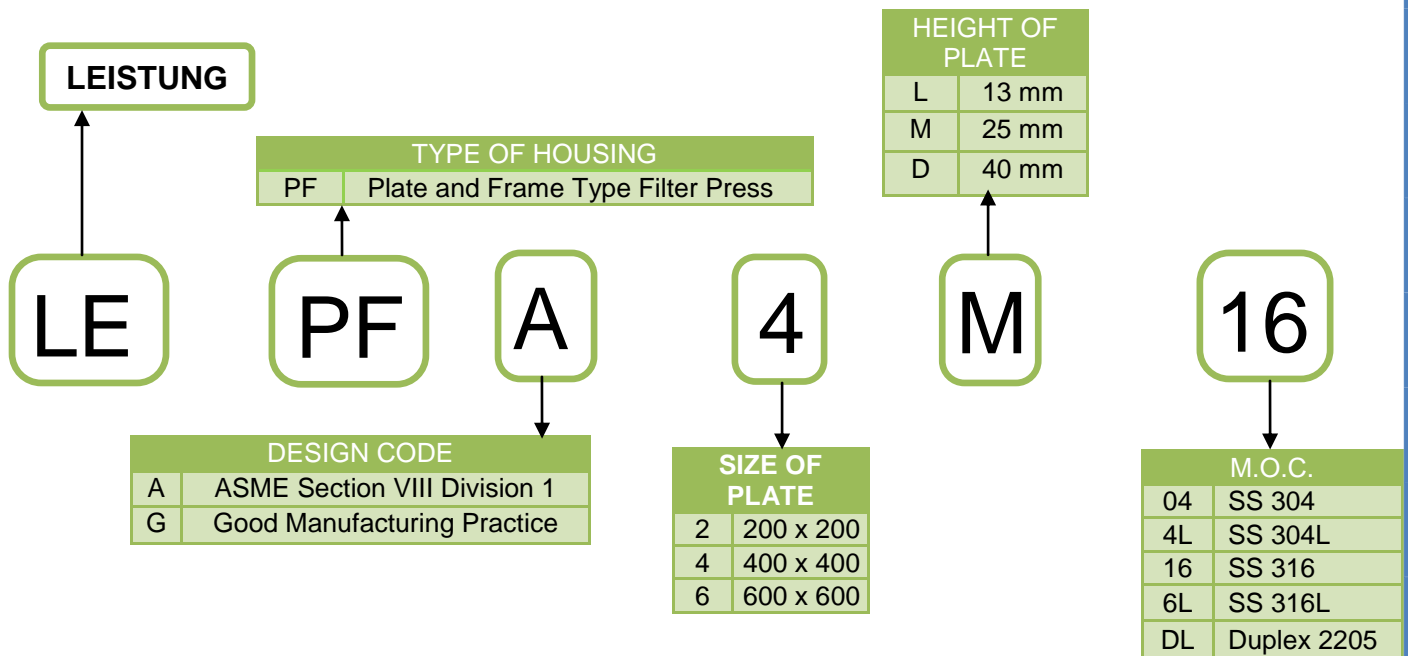 LEISTUNG
HEIGHT OF
PLATE
L 13 mm
M 25 mm
D 40 mm
TYPE OF HOUSING
PF Plate and Frame Type Filter Press
LE PF A 4 M 16
DESIGN CODE
A ASME Section VIII Division 1
G Good Manufacturing Practice
SIZE OF
PLATE
2 200 x 200
4 400 x 400
6 600 x 600
M.O.C.
04 SS 304
4L SS 304L
16 SS 316
6L SS 316L
DL Duplex 2205